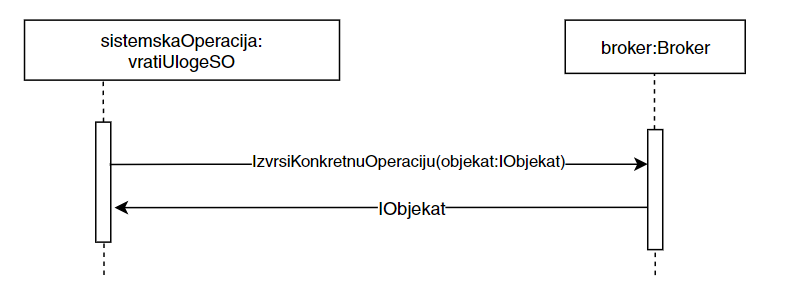 sistemskaOperacija:
vratiUlogeSO
broker:Broker
IzvrsiKonkretnuOperaciju(objekat:IObjekat)
IObjekat